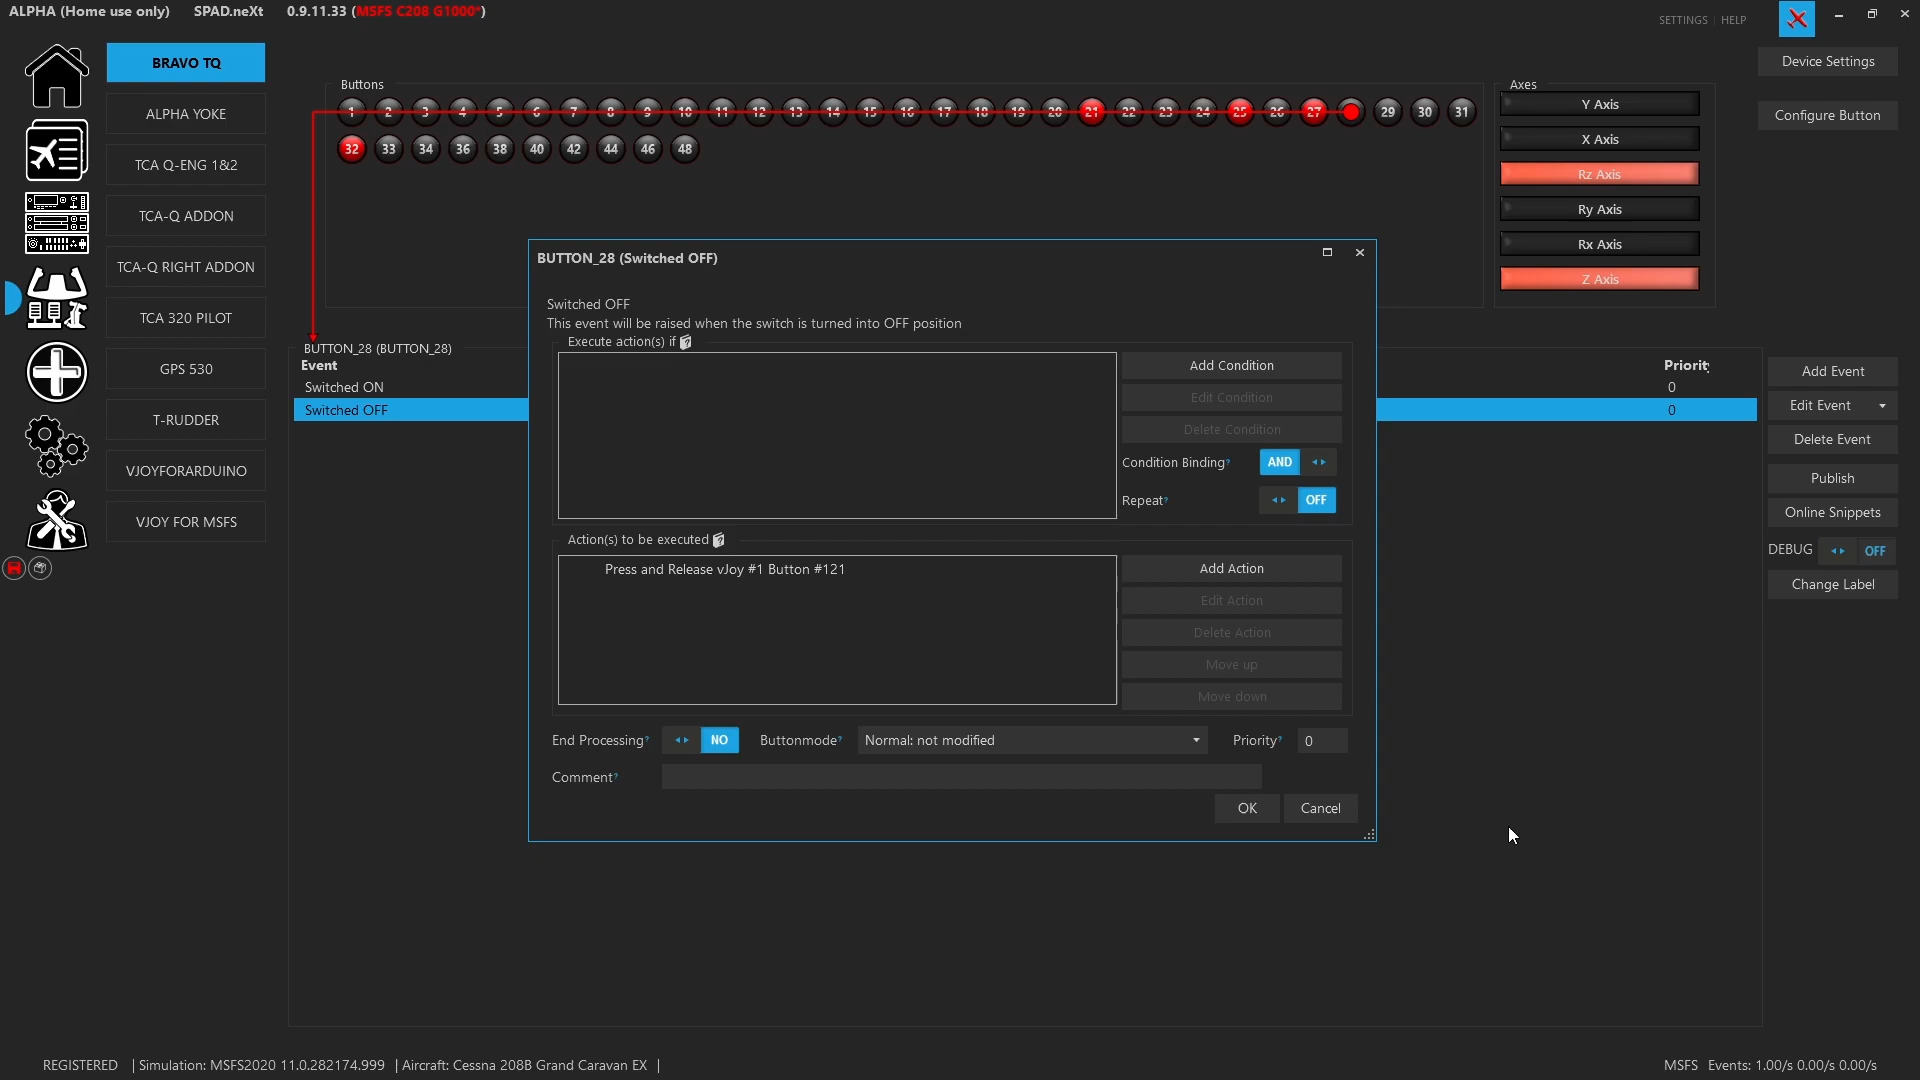 ALPHA (Home use only) SPAD.neXt 0.9.11.33 (MSFS C208 G1000*)
SETTINGS | HELP
BRAVO TQ
ALPHA YOKE
TCA Q-ENG 1&2
TCA-Q ADDON
TCA-Q RIGHT ADDON
TCA 320 PILOT
GPS 530
T-RUDDER
VJOYFORARDUINO
VJOY FOR MSFS
Buttons
1 2 3 4 5 6 7 8 9 10 11 12 13 14 15 16 17 18 19 20 21 22 23 24 25 26 27 29 30 31
32 33 34 36 38 40 42 44 46 48
Axes
Y Axis
X Axis
Rz Axis
Ry Axis
Rx Axis
Z Axis
Device Settings
Configure Button
BUTTON_28 (BUTTON_28)
Event
Priority
Switched ON
0
Switched OFF
0
Add Event
Edit Event
Delete Event
Publish
Online Snippets
DEBUG OFF
Change Label
BUTTON_28 (Switched OFF)
Switched OFF
This event will be raised when the switch is turned into OFF position
Execute action(s) if ?
Add Condition
Edit Condition
Delete Condition
Condition Binding? AND
Repeat? OFF
Action(s) to be executed ?
Press and Release vJoy #1 Button #121
Add Action
Edit Action
Delete Action
Move up
Move down
End Processing? NO Buttonmode? Normal: not modified Priority? 0
Comment?
OK Cancel
REGISTERED | Simulation: MSFS2020 11.0.282174.999 | Aircraft: Cessna 208B Grand Caravan EX |
MSFS Events: 1.00/s 0.00/s 0.00/s